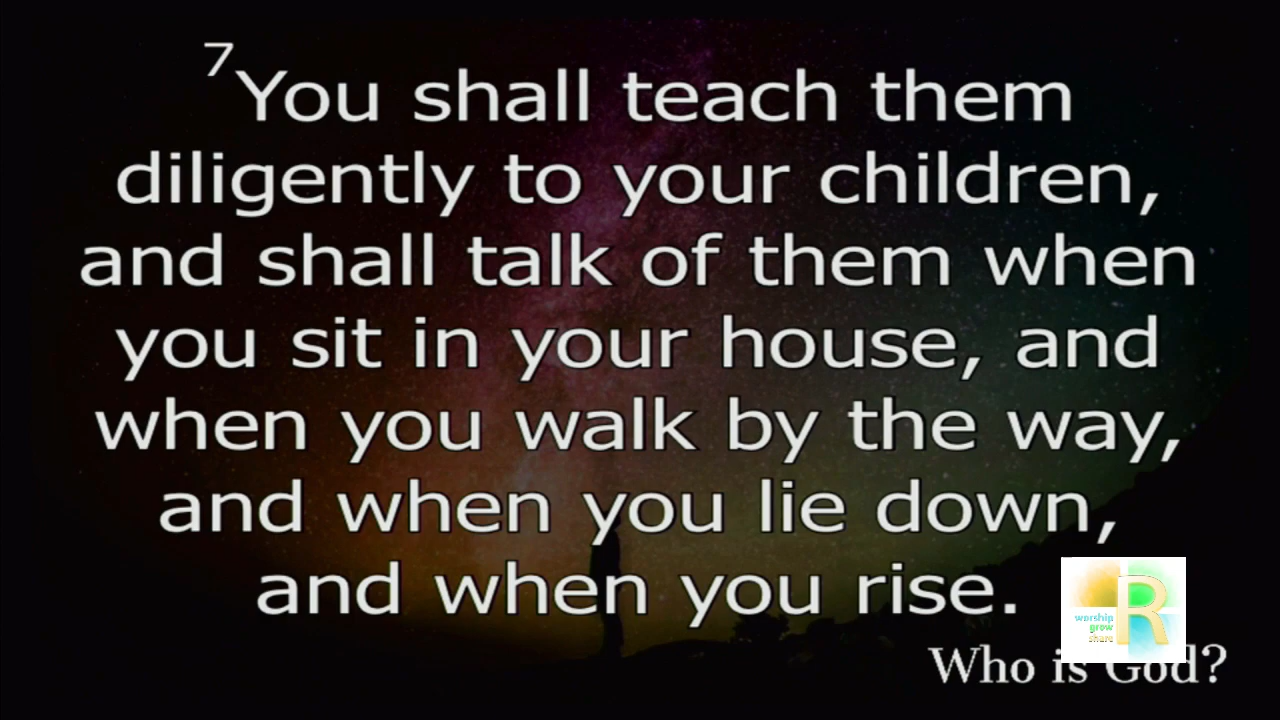 7You shall teach them
diligently to your children,
and shall talk of them when
you sit in your house, and
when you walk by the way,
and when you lie down,
and when you rise.
R
worship
grow
share
Who is God?